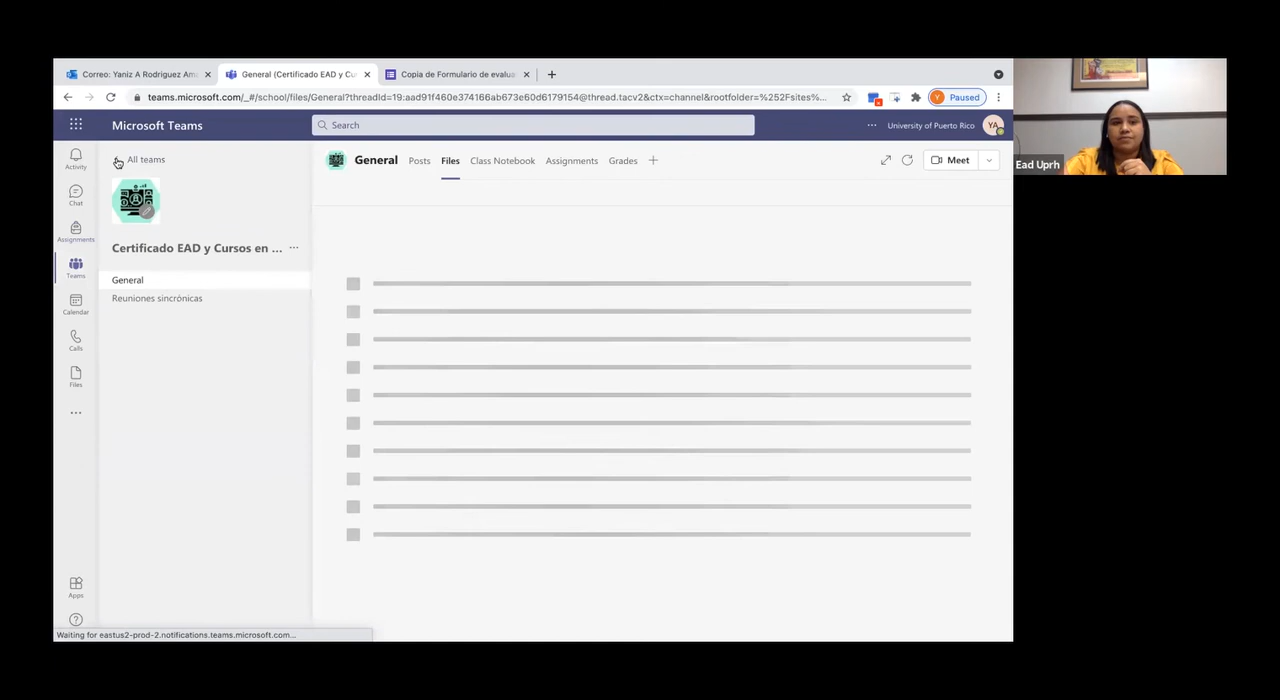 Correo: Yaniz A Rodriguez Ama
General (Certificado EAD y Cu
Copia de Formulario de evalua
teams.microsoft.com/_#/school/files/General?threadId=19:aad91f460e374166ab673e60d6179154@thread.tacv2&ctx=channel&rootfolder=%252Fsites%...
Y Paused
Microsoft Teams
Search
University of Puerto Rico
YA
Activity
Chat
Assignments
Teams
Calendar
Calls
Files
Apps
All teams
Certificado EAD y Cursos en ...
General
Reuniones sincrónicas
General
Posts
Files
Class Notebook
Assignments
Grades
Meet
Waiting for eastus2-prod-2.notifications.teams.microsoft.com...
Ead Uprh